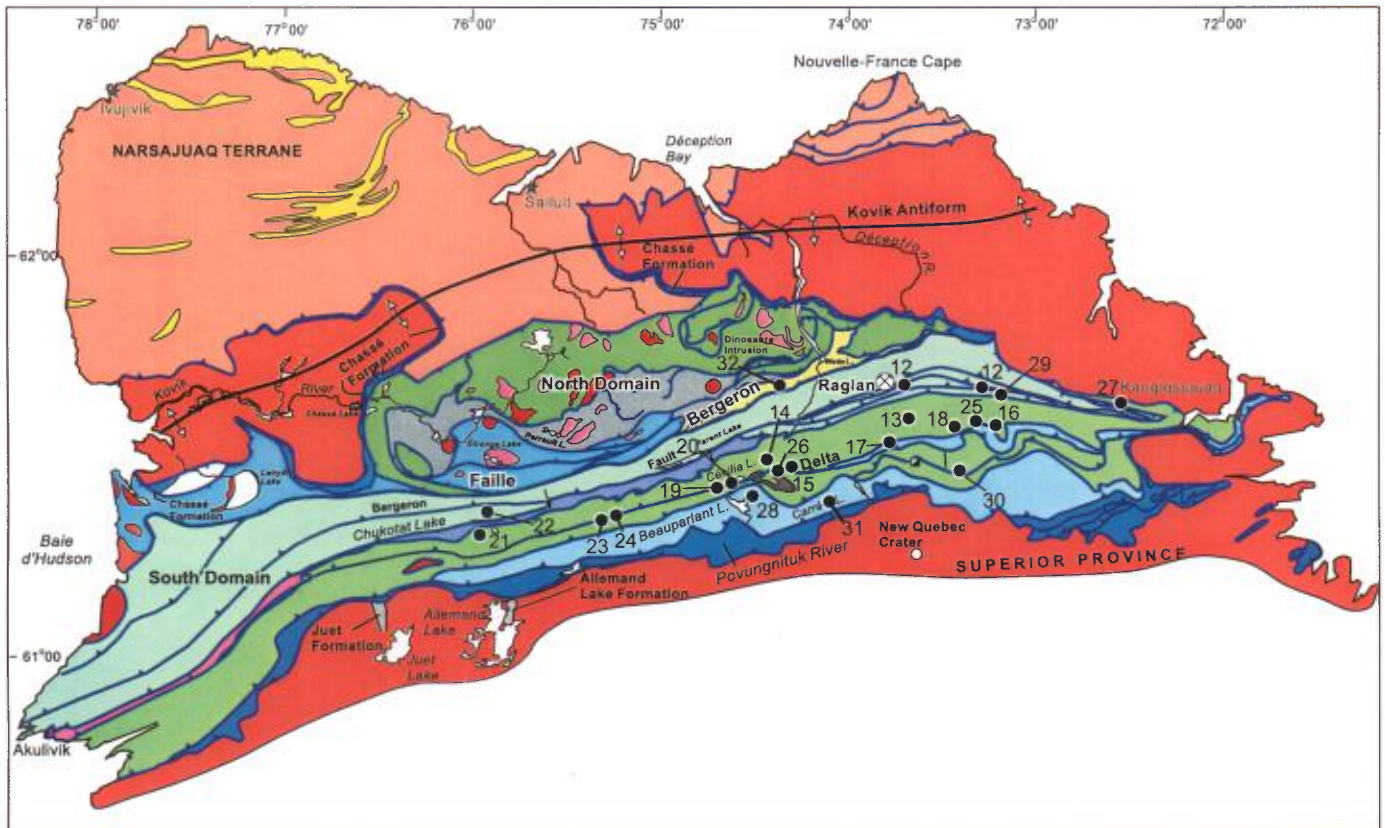 78°00'
77°00'
76°00'
75°00'
74°00'
73°00'
72°00'
Nouvelle-France Cape
Ivujivik
NARSAJUAQ TERRANE
Déception
Bay
Salluit
Kovik Antiform
Déception R.
Chassé
Formation
62°00'
Dinosaure
Intrusion
Chassé
Formation
32
North Domain
Bergeron
Raglan
12
12
29
27
Kangiqsujuaq
Kovik
River
Chassé Lake
Perrault L.
Étrange Lake
14
13
18
25
16
Parent Lake
Fault
20
26
17
Lanyan
Lake
Faille
Cécilia L.
Delta
Chassé
Formation
19
15
30
Bergeron
22
Chukotat Lake
21
23
24
Beauparlant L.
28
Carré
31
New Quebec
Crater
Baie
d'Hudson
South Domain
Povungnituk River
SUPERIOR PROVINCE
Allemand
Lake Formation
Juet
Formation
Allemand
Lake
Juet
Lake
61°00'
Akulivik